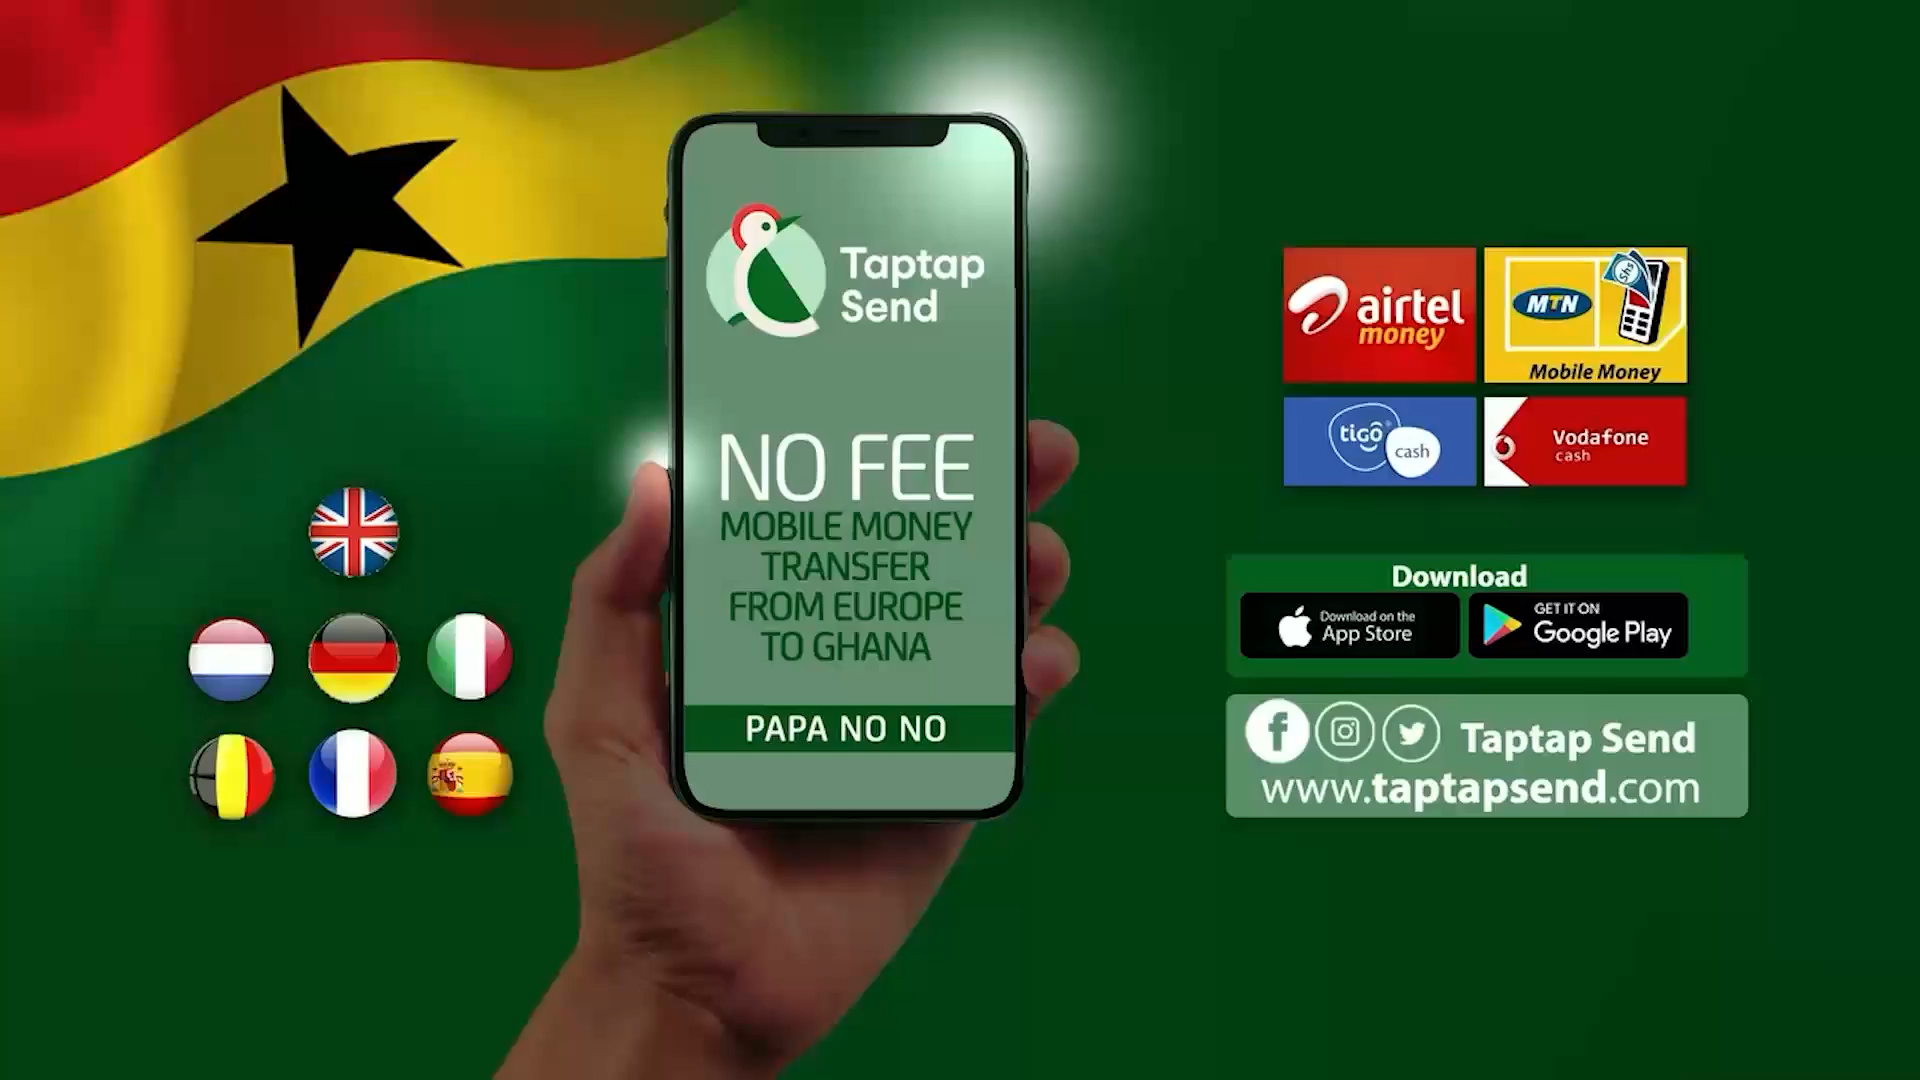 Taptap
Send
NO FEE
MOBILE MONEY
TRANSFER
FROM EUROPE
TO GHANA
PAPA NO NO
airtel
money
MTN
Shs
Mobile Money
tigo
cash
Vodafone
cash
Download
Download on the
App Store
GET IT ON
Google Play
Taptap Send
www.taptapsend.com